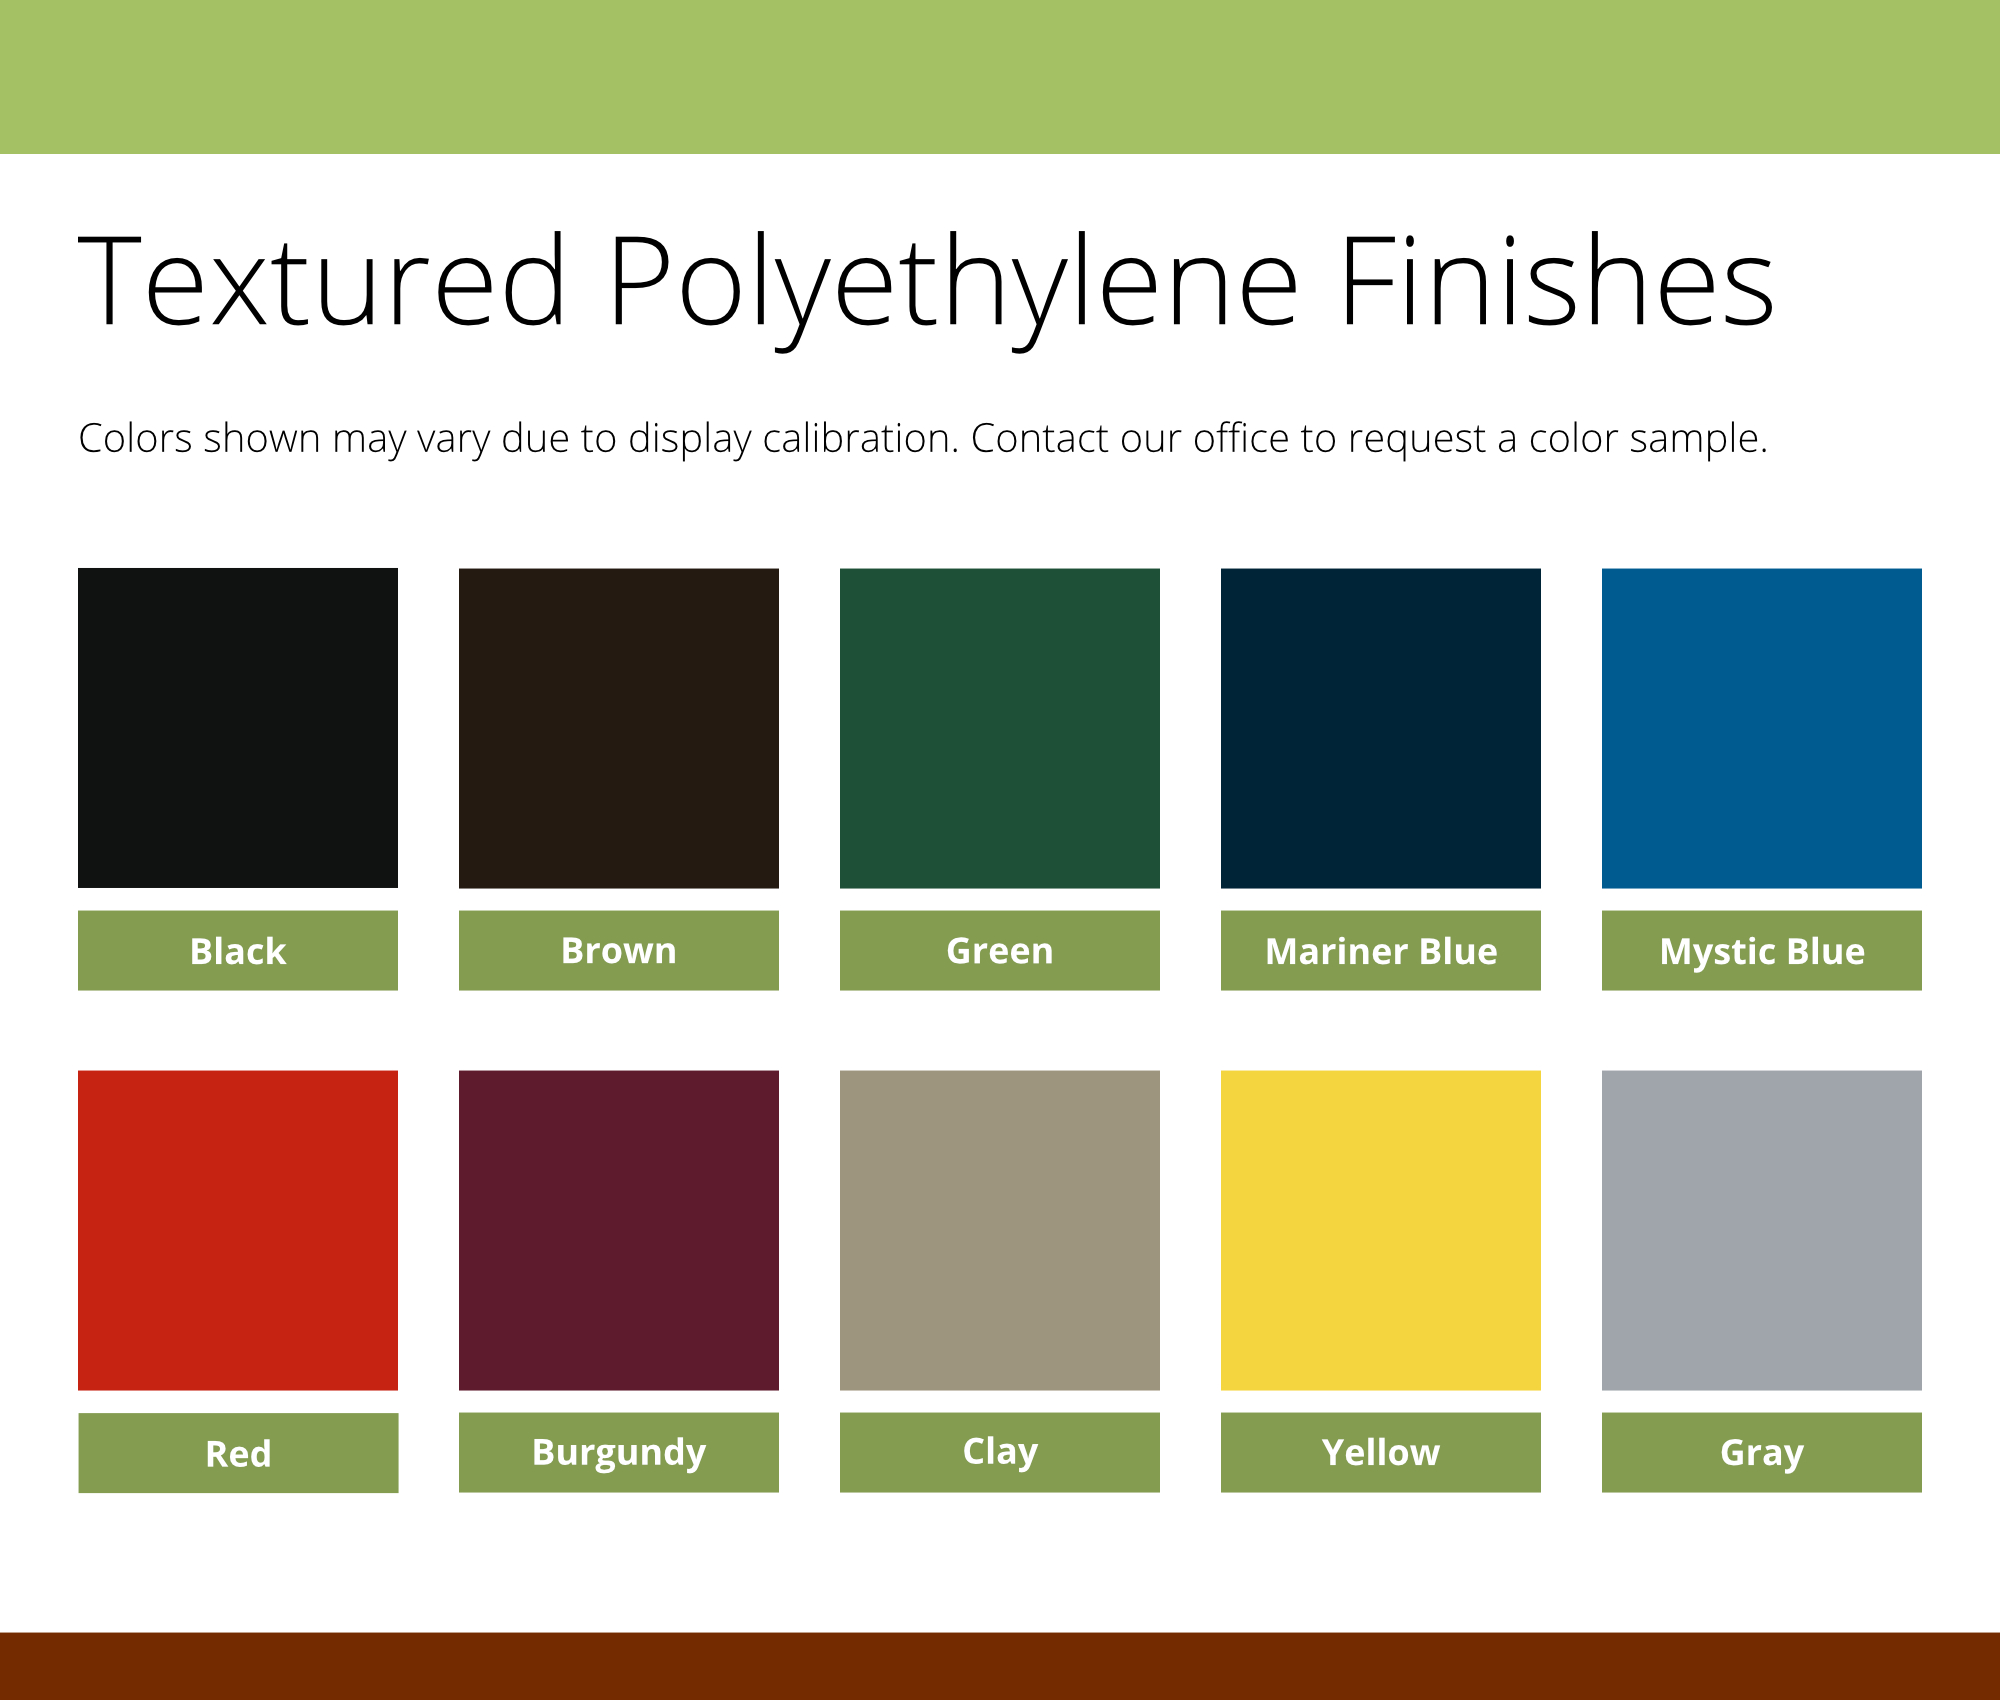 Textured Polyethylene Finishes
Colors shown may vary due to display calibration. Contact our office to request a color sample.
Black
Brown
Green
Mariner Blue
Mystic Blue
Red
Burgundy
Clay
Yellow
Gray